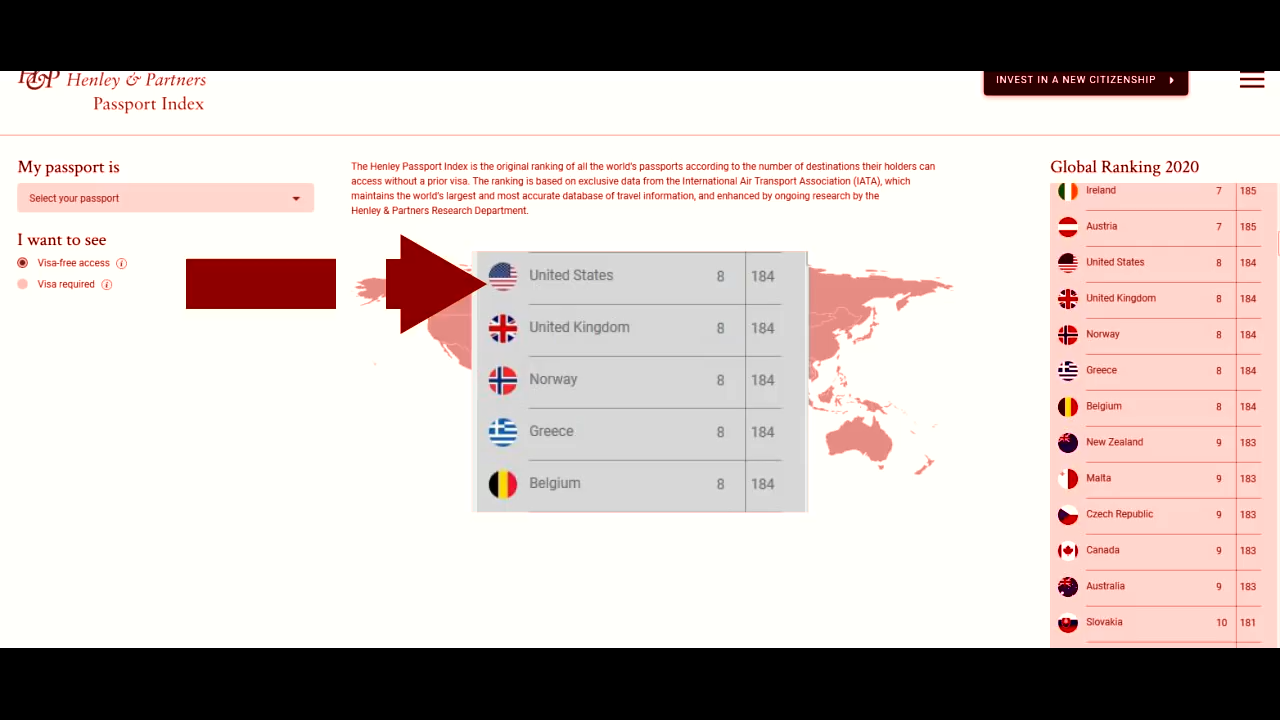 H&P Henley & Partners
Passport Index
INVEST IN A NEW CITIZENSHIP
My passport is
Select your passport
I want to see
Visa-free access i
Visa required i
The Henley Passport Index is the original ranking of all the world's passports according to the number of destinations their holders can
access without a prior visa. The ranking is based on exclusive data from the International Air Transport Association (IATA), which
maintains the world's largest and most accurate database of travel information, and enhanced by ongoing research by the
Henley & Partners Research Department.
United States 8 184
United Kingdom 8 184
Norway 8 184
Greece 8 184
Belgium 8 184
Global Ranking 2020
Ireland 7 185
Austria 7 185
United States 8 184
United Kingdom 8 184
Norway 8 184
Greece 8 184
Belgium 8 184
New Zealand 9 183
Malta 9 183
Czech Republic 9 183
Canada 9 183
Australia 9 183
Slovakia 10 181